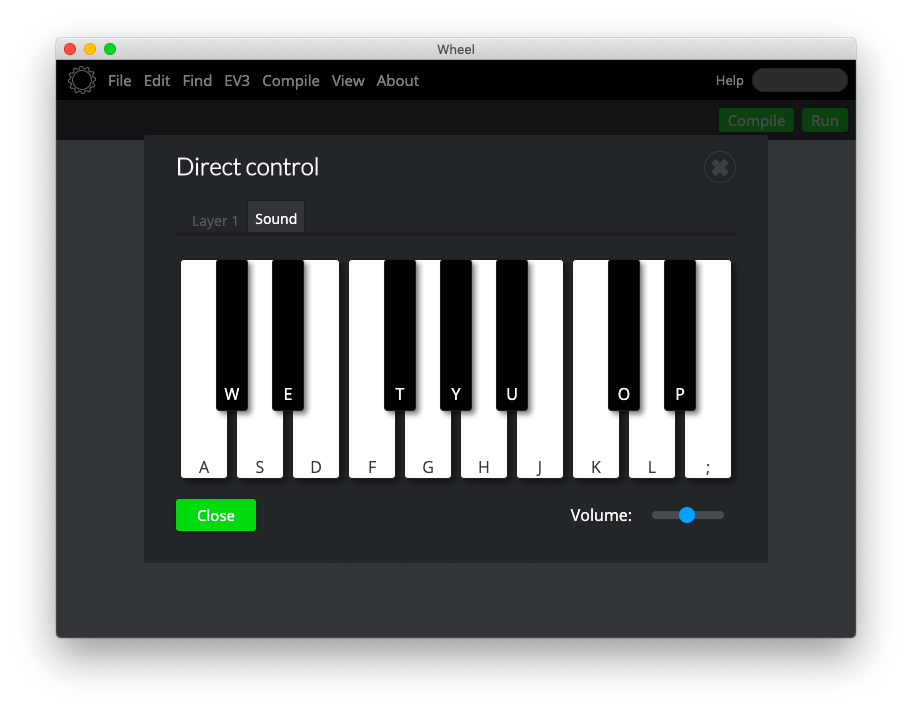 Wheel
File Edit Find EV3 Compile View About Help
Compile Run
Direct control
Layer 1 Sound
W E T Y U O P
A S D F G H J K L ;
Close Volume: